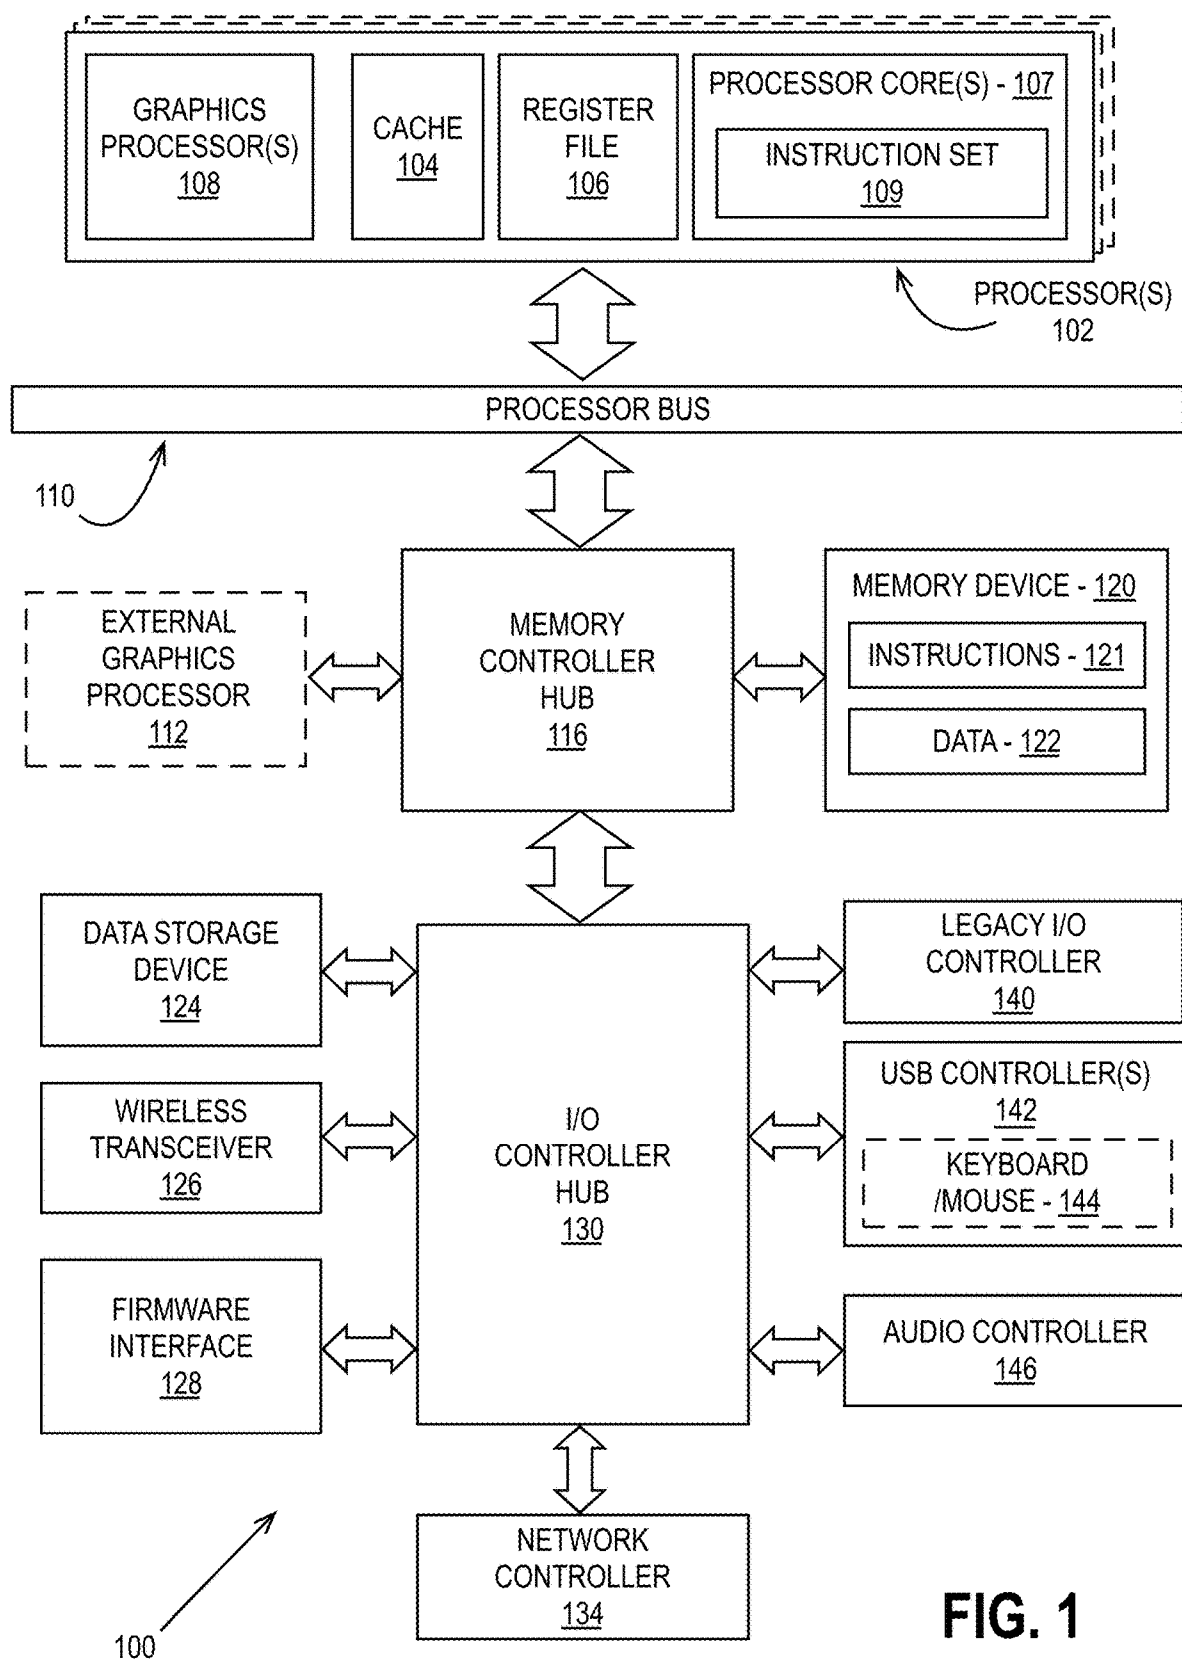 GRAPHICS
PROCESSOR(S)
108
CACHE
104
REGISTER
FILE
106
PROCESSOR CORE(S) - 107
INSTRUCTION SET
109
PROCESSOR(S)
102
PROCESSOR BUS
110
EXTERNAL
GRAPHICS
PROCESSOR
112
MEMORY
CONTROLLER
HUB
116
MEMORY DEVICE - 120
INSTRUCTIONS - 121
DATA - 122
DATA STORAGE
DEVICE
124
WIRELESS
TRANSCEIVER
126
FIRMWARE
INTERFACE
128
I/O
CONTROLLER
HUB
130
LEGACY I/O
CONTROLLER
140
USB CONTROLLER(S)
142
KEYBOARD
/MOUSE - 144
AUDIO CONTROLLER
146
NETWORK
CONTROLLER
134
100
FIG. 1